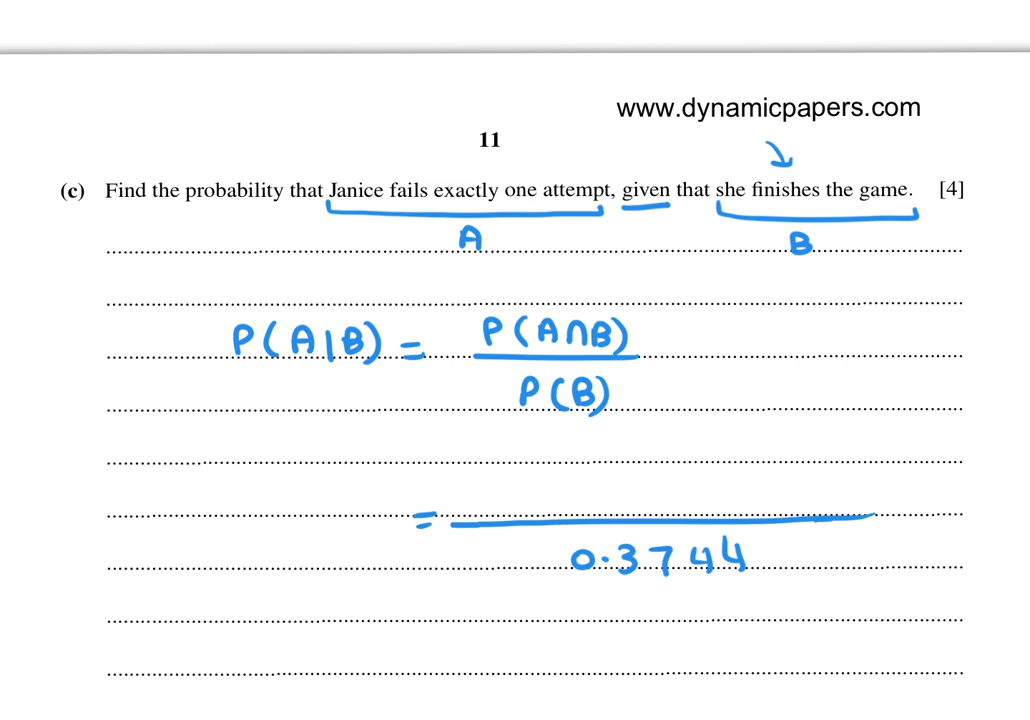 www.dynamicpapers.com
11
(c) Find the probability that Janice fails exactly one attempt, given that she finishes the game. [4]
A B
P(A|B) = P(A∩B)
P(B)
=
0.3744